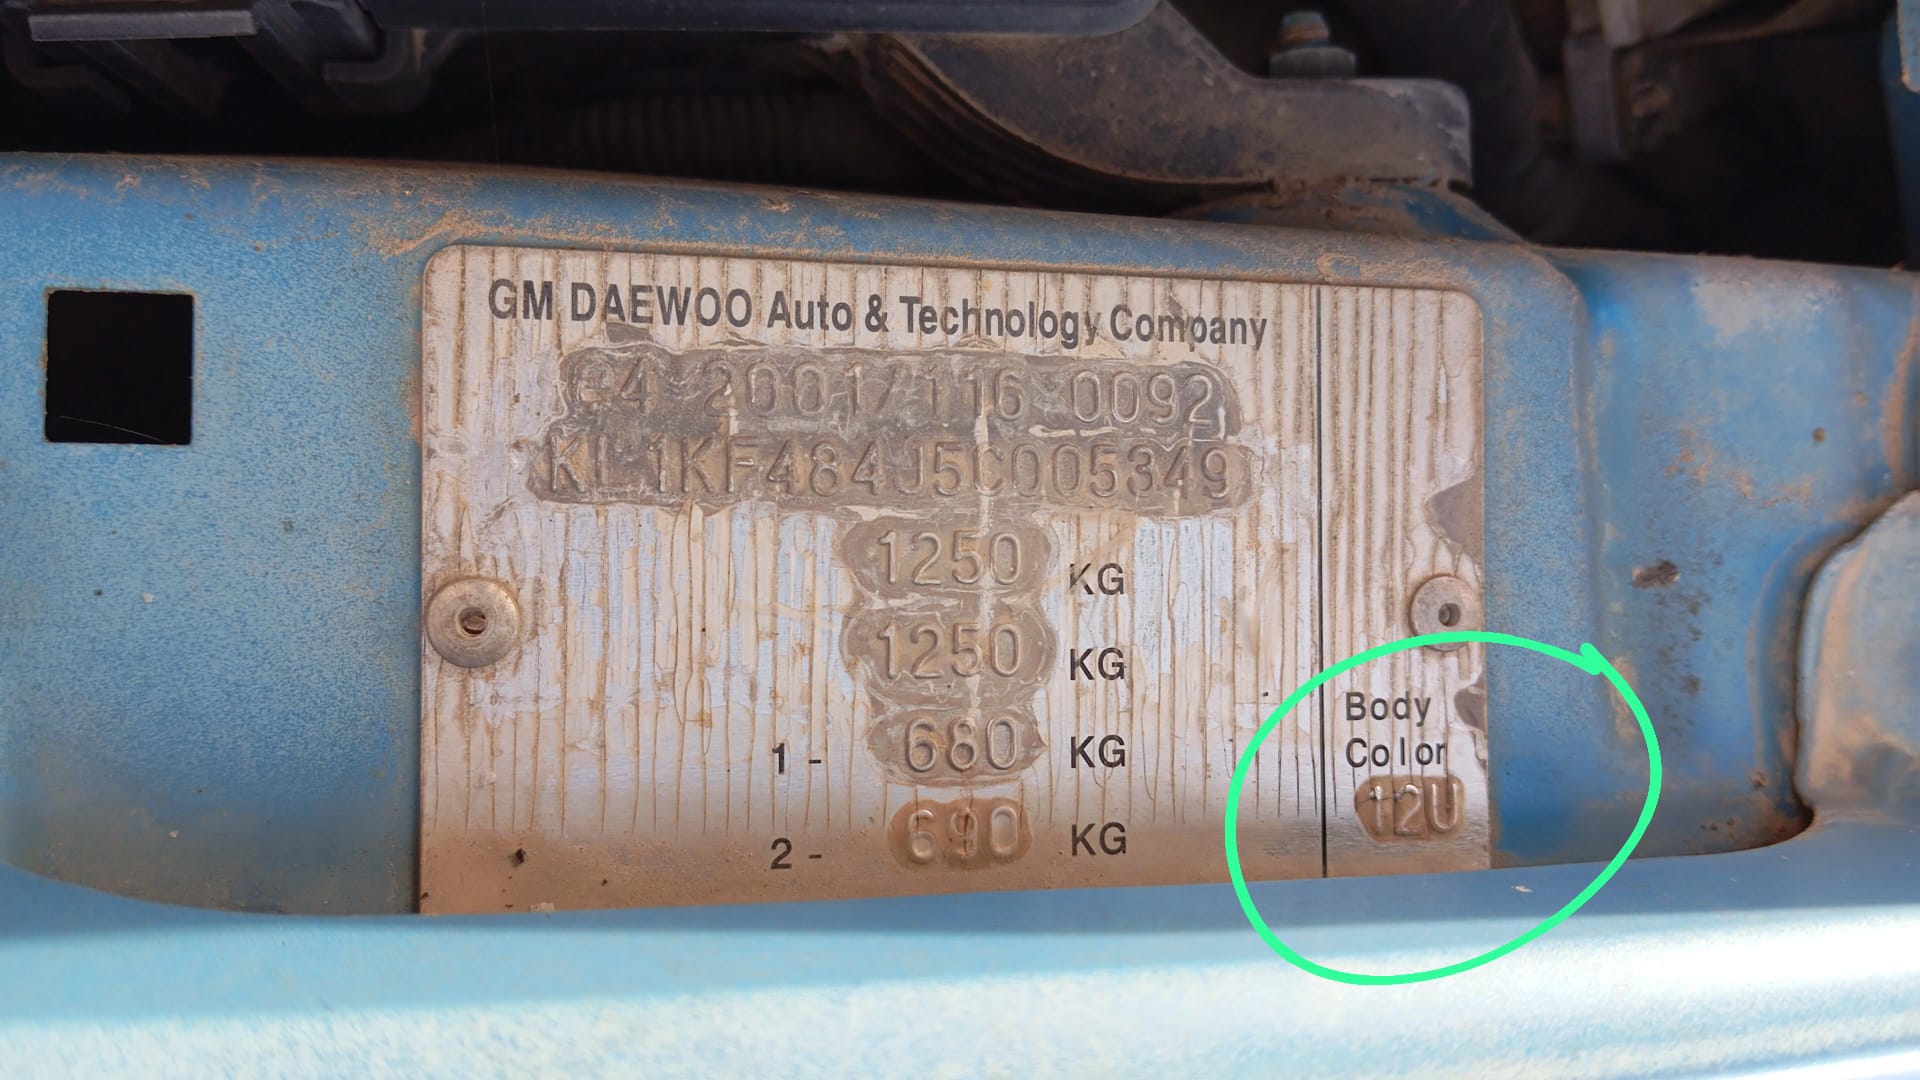 GM DAEWOO Auto & Technology Company
e4 2001/116 0092
KL1KF484J5C005349
1250 KG
1250 KG
1 - 680 KG
2 - 690 KG
Body
Color
12U